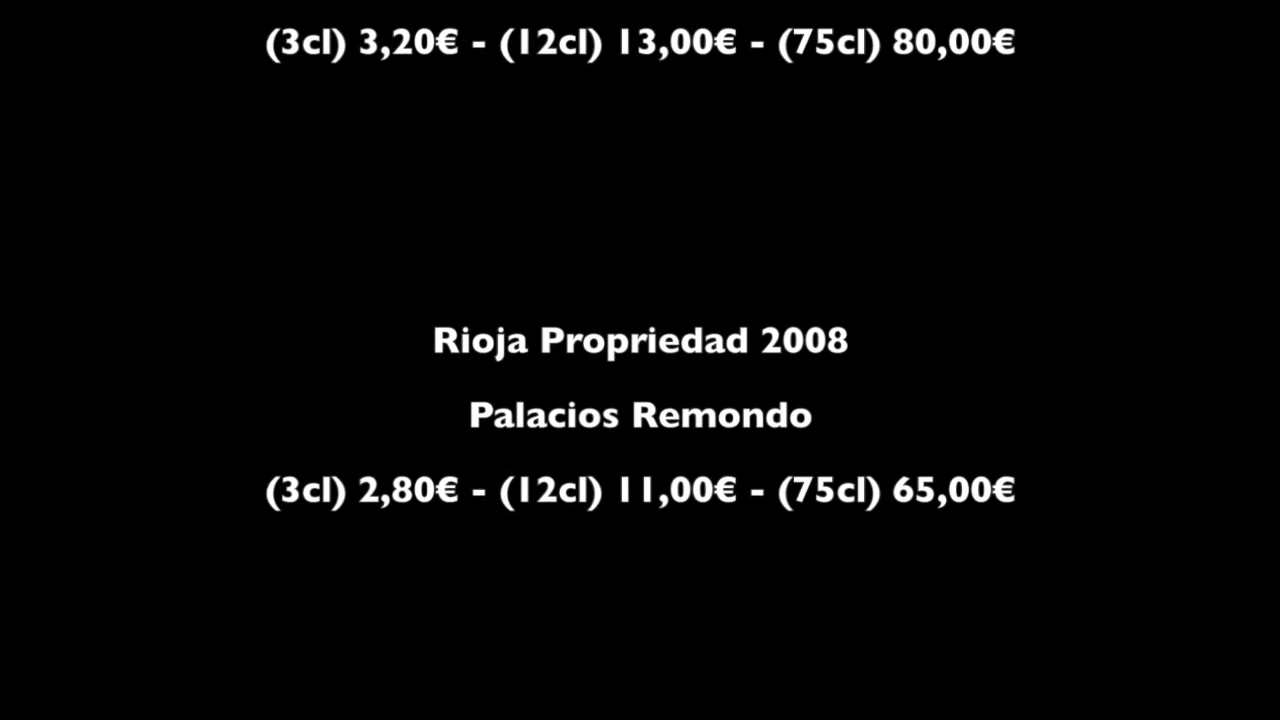 (3cl) 3,20€ - (12cl) 13,00€ - (75cl) 80,00€
Rioja Propriedad 2008
Palacios Remondo
(3cl) 2,80€ - (12cl) 11,00€ - (75cl) 65,00€